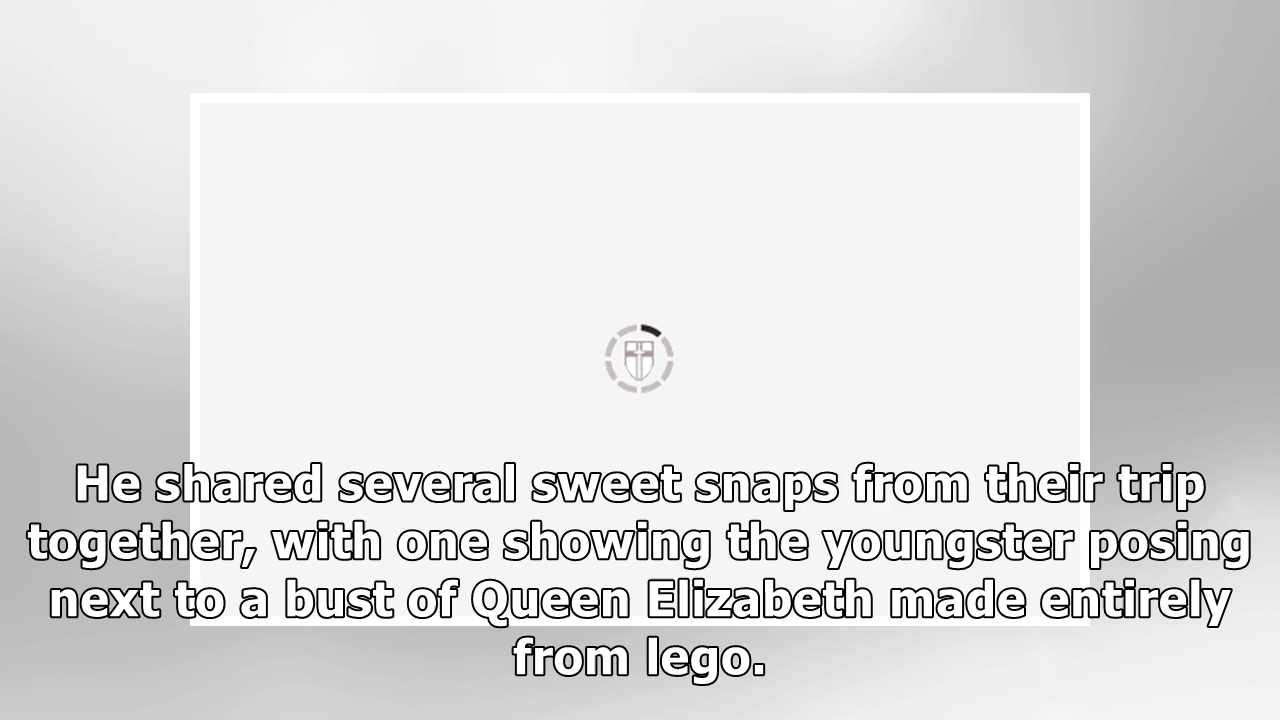 He shared several sweet snaps from their trip
together, with one showing the youngster posing
next to a bust of Queen Elizabeth made entirely
from lego.